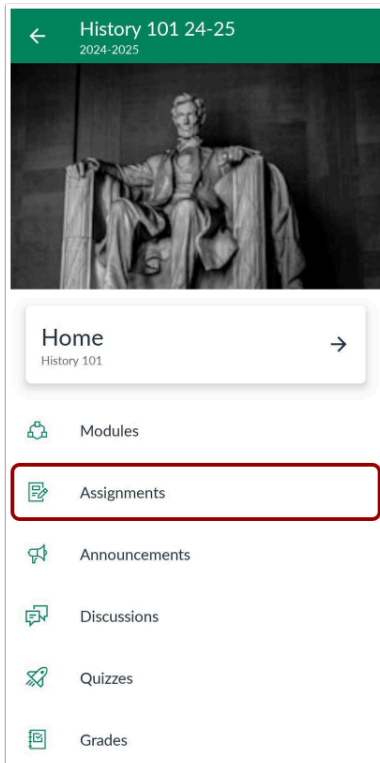 History 101 24-25
2024-2025
Home
History 101
Modules
Assignments
Announcements
Discussions
Quizzes
Grades